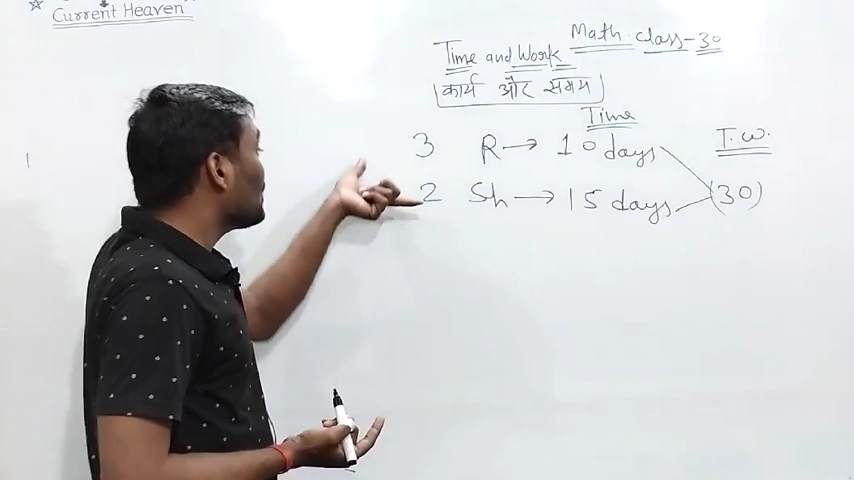 ☆ Current Heaven
Math class-30
Time and Work
कार्य और समय
Time
T.W.
3 R → 10 days
2 Sh → 15 days (30)